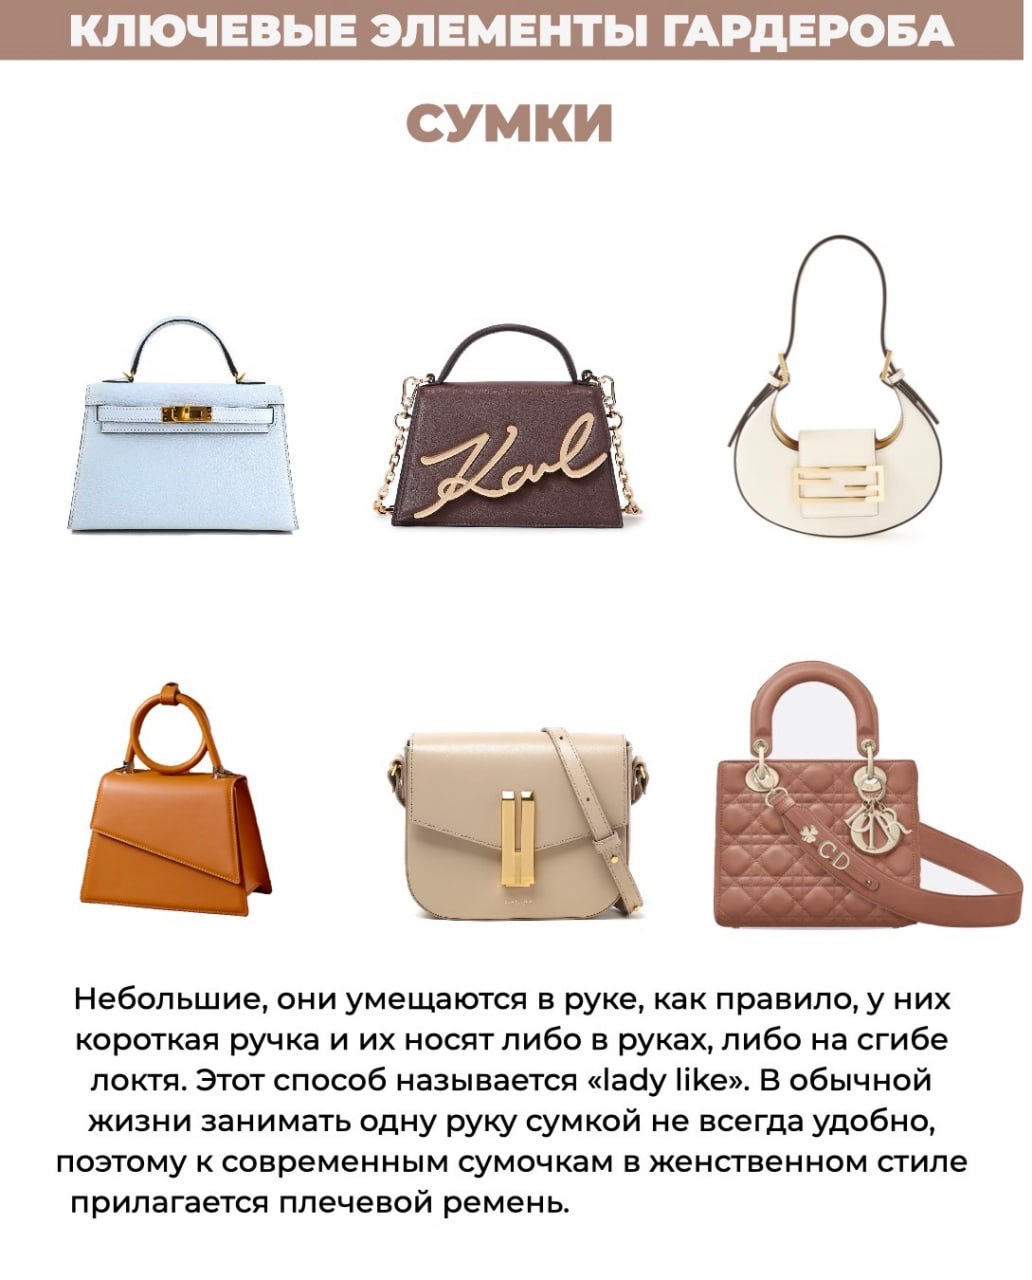 КЛЮЧЕВЫЕ ЭЛЕМЕНТЫ ГАРДЕРОБА
СУМКИ
Karl
CD
Небольшие, они умещаются в руке, как правило, у них
короткая ручка и их носят либо в руках, либо на сгибе
локтя. Этот способ называется «lady like». В обычной
жизни занимать одну руку сумкой не всегда удобно,
поэтому к современным сумочкам в женственном стиле
прилагается плечевой ремень.